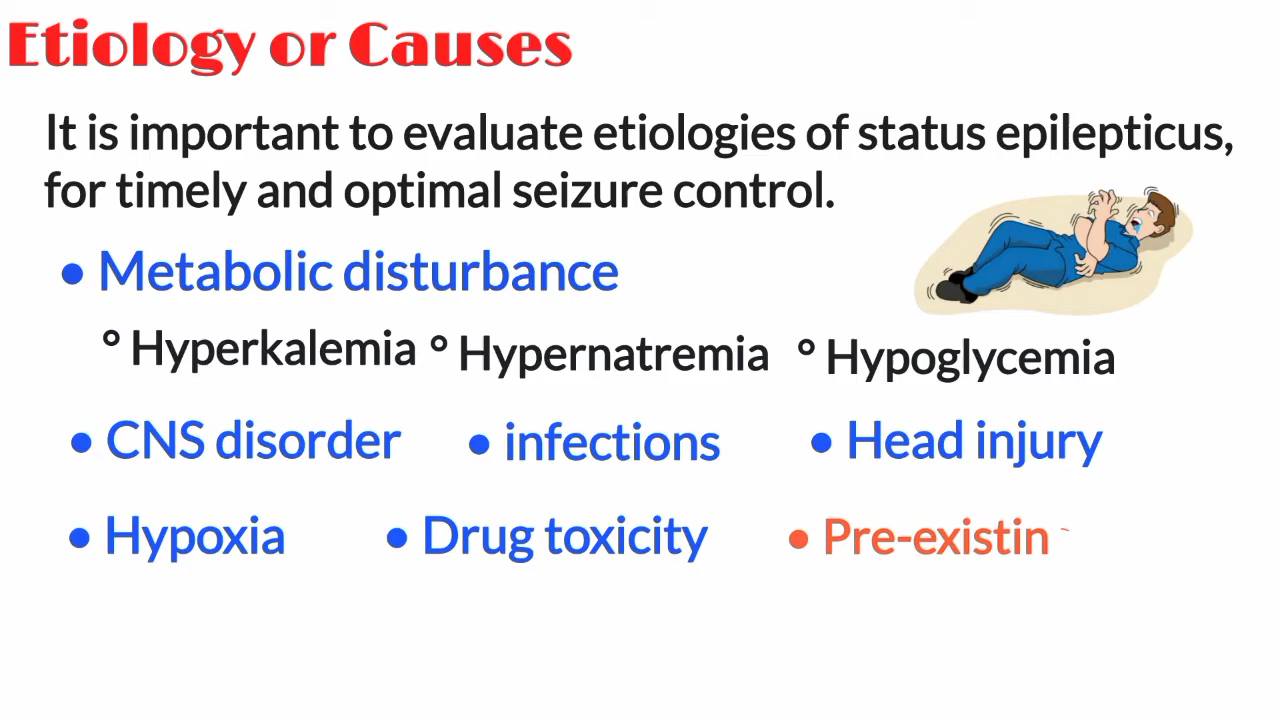 Etiology or Causes
It is important to evaluate etiologies of status epilepticus,
for timely and optimal seizure control.
• Metabolic disturbance
° Hyperkalemia ° Hypernatremia ° Hypoglycemia
• CNS disorder • infections • Head injury
• Hypoxia • Drug toxicity • Pre-existin